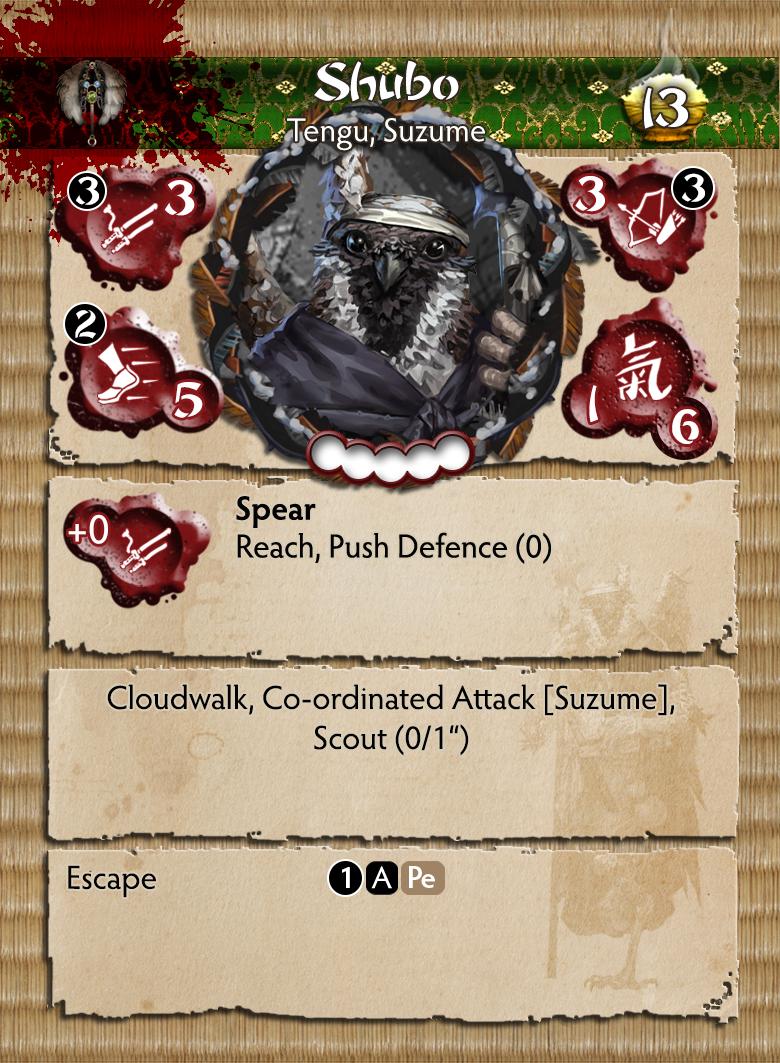 Shubo
13
Tengu, Suzume
3 3
3 3
2 5
氣
1 6
+0
Spear
Reach, Push Defence (0)
Cloudwalk, Co-ordinated Attack [Suzume],
Scout (0/1“)
Escape 1 A Pe